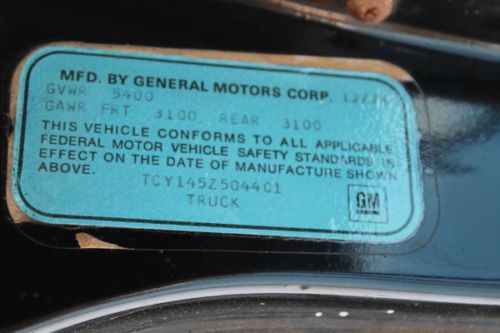 MFD. BY GENERAL MOTORS CORP.
GVWR 5400
GAWR FRT 3100 REAR 3100
THIS VEHICLE CONFORMS TO ALL APPLICABLE
FEDERAL MOTOR VEHICLE SAFETY STANDARDS IN
EFFECT ON THE DATE OF MANUFACTURE SHOWN
ABOVE.
TCY145Z504401
TRUCK
GM